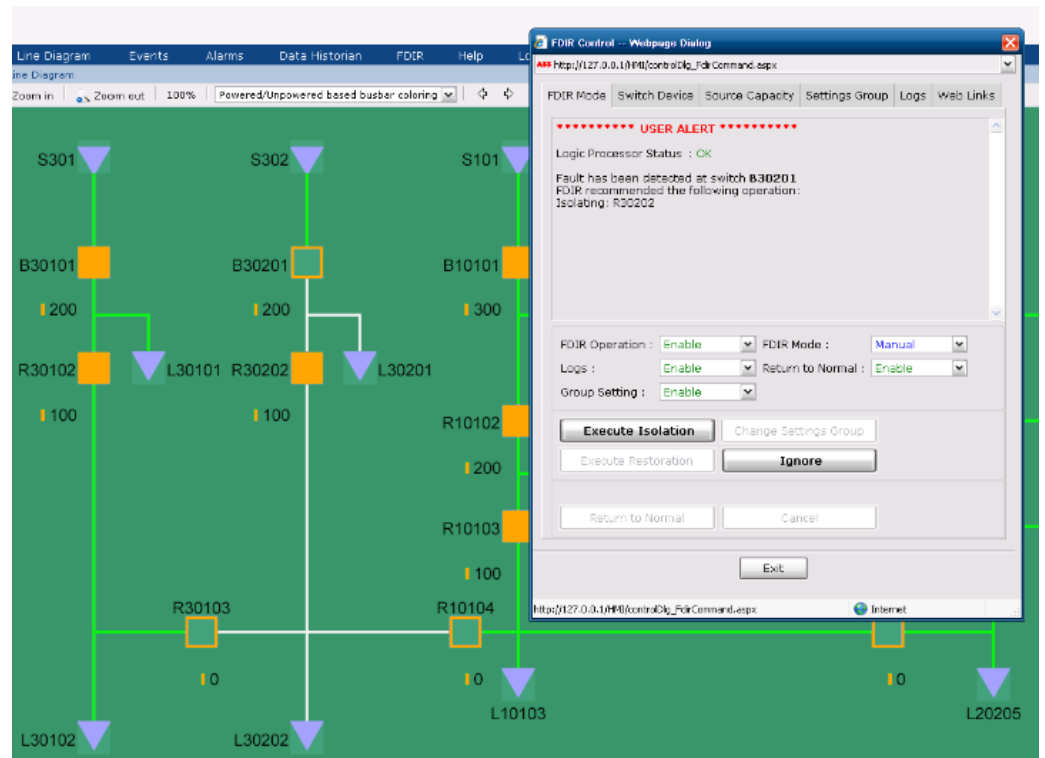 Line Diagram Events Alarms Data Historian FDIR Help
Line Diagram
Zoom in Zoom out 100% Powered/Unpowered based busbar coloring
S301 S302 S101
B30101 B30201 B10101
200 200 300
R30102 L30101 R30202 L30201
100 100
R10102
200
R10103
100
R30103 R10104
0 0 0
L10103 L20205
L30102 L30202
FDIR Control -- Webpage Dialog
ABB http://127.0.0.1/HMI/controlDlg_FdirCommand.aspx
FDIR Mode Switch Device Source Capacity Settings Group Logs Web Links
********** USER ALERT **********
Logic Processor Status : OK
Fault has been detected at switch B30201
FDIR recommended the following operation:
Isolating: R30202
FDIR Operation : Enable FDIR Mode : Manual
Logs : Enable Return to Normal : Enable
Group Setting : Enable
Execute Isolation Change Settings Group
Execute Restoration Ignore
Return to Normal Cancel
Exit
http://127.0.0.1/HMI/controlDlg_FdirCommand.aspx Internet